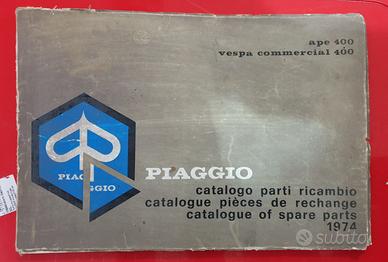 ape 400
vespa commercial 400
PIAGGIO
PIAGGIO
catalogo parti ricambio
catalogue pièces de rechange
catalogue of spare parts
1974
subito